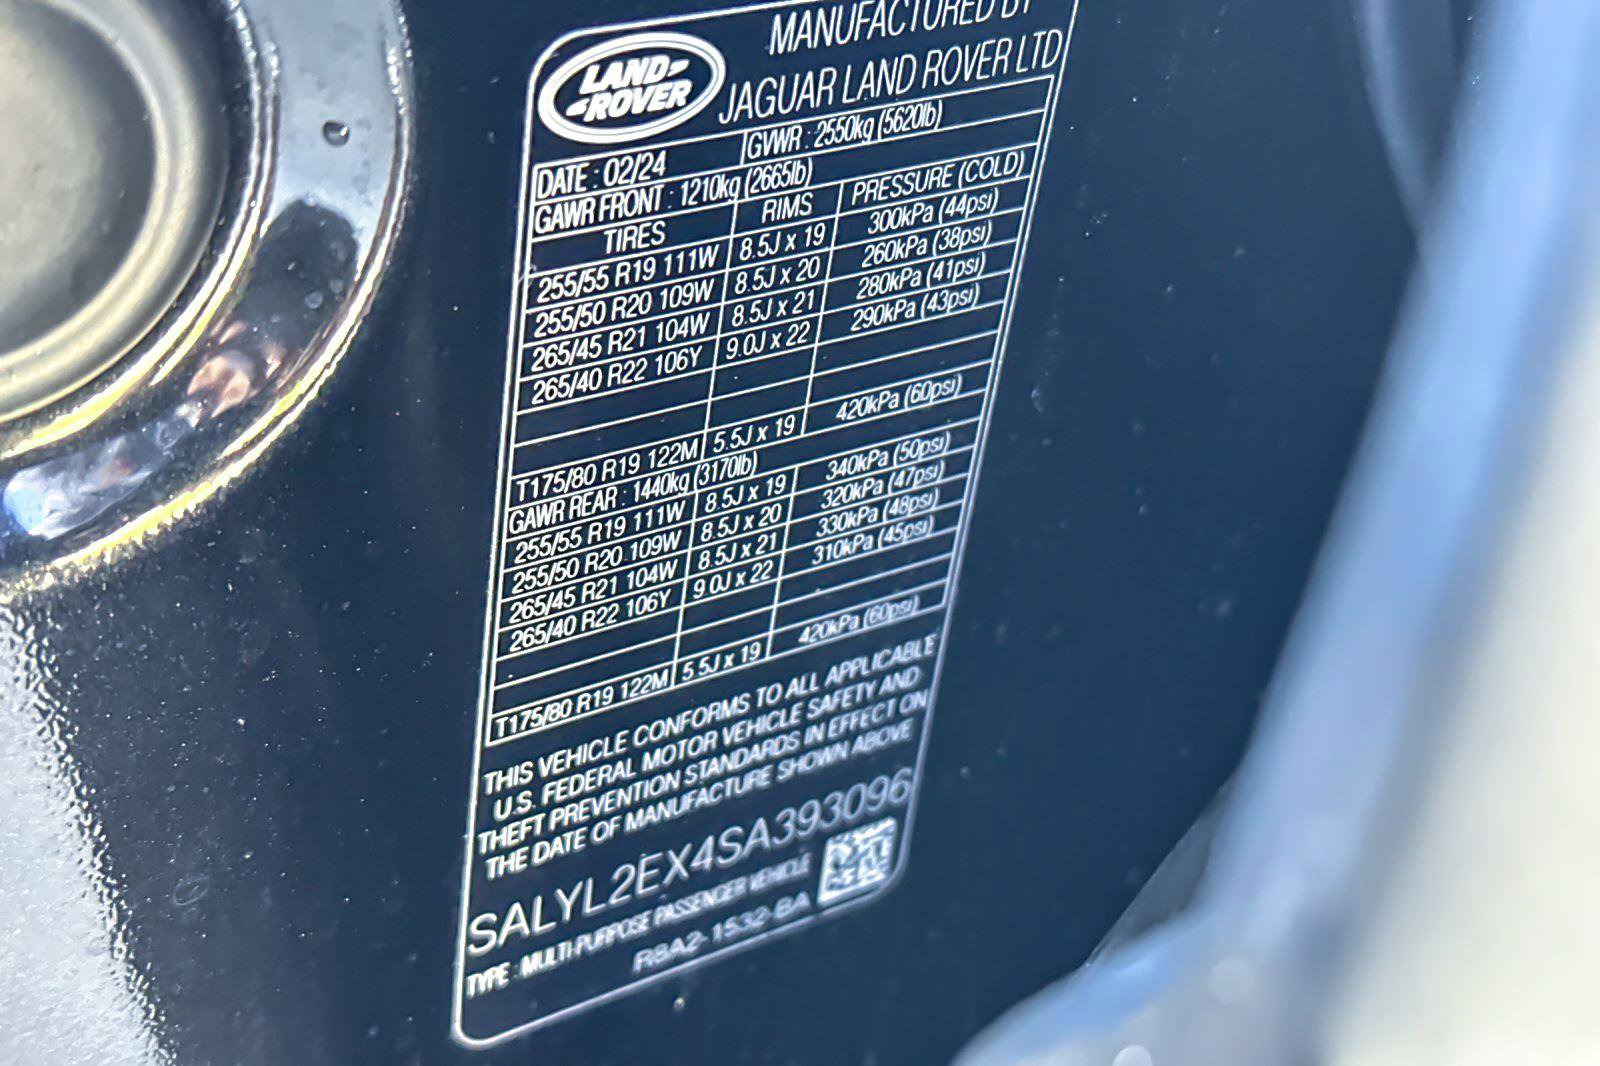 MANUFACTURED BY
LAND-
-ROVER
JAGUAR LAND ROVER LTD
DATE : 02/24 GVWR : 2550kg (5620lb)
GAWR FRONT : 1210kg (2665lb)
TIRES RIMS PRESSURE (COLD)
255/55 R19 111W 8.5J x 19 300kPa (44psi)
255/50 R20 109W 8.5J x 20 260kPa (38psi)
265/45 R21 104W 8.5J x 21 280kPa (41psi)
265/40 R22 106Y 9.0J x 22 290kPa (43psi)
T175/80 R19 122M 5.5J x 19 420kPa (60psi)
GAWR REAR : 1440kg (3170lb)
255/55 R19 111W 8.5J x 19 340kPa (50psi)
255/50 R20 109W 8.5J x 20 320kPa (47psi)
265/45 R21 104W 8.5J x 21 330kPa (48psi)
265/40 R22 106Y 9.0J x 22 310kPa (45psi)
T175/80 R19 122M 5.5J x 19 420kPa (60psi)
THIS VEHICLE CONFORMS TO ALL APPLICABLE
U.S. FEDERAL MOTOR VEHICLE SAFETY AND
THEFT PREVENTION STANDARDS IN EFFECT ON
THE DATE OF MANUFACTURE SHOWN ABOVE
SALYL2EX4SA393096
TYPE : MULTI-PURPOSE PASSENGER VEHICLE
R8A2-1532-BA